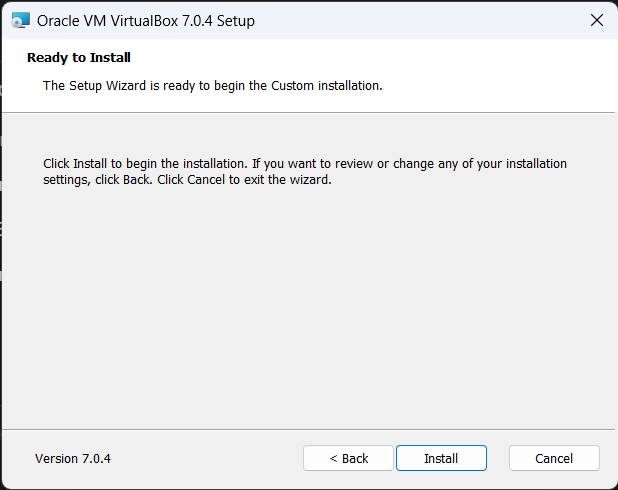 Oracle VM VirtualBox 7.0.4 Setup
Ready to Install
The Setup Wizard is ready to begin the Custom installation.
Click Install to begin the installation. If you want to review or change any of your installation
settings, click Back. Click Cancel to exit the wizard.
Version 7.0.4
< Back
Install
Cancel